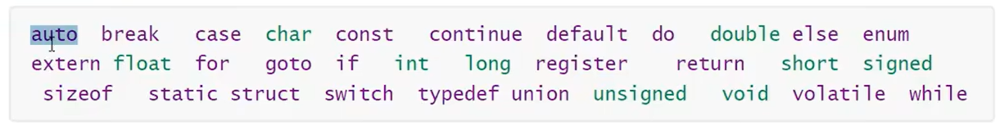 auto break case char const continue default do double else enum
extern float for goto if int long register return short signed
sizeof static struct switch typedef union unsigned void volatile while